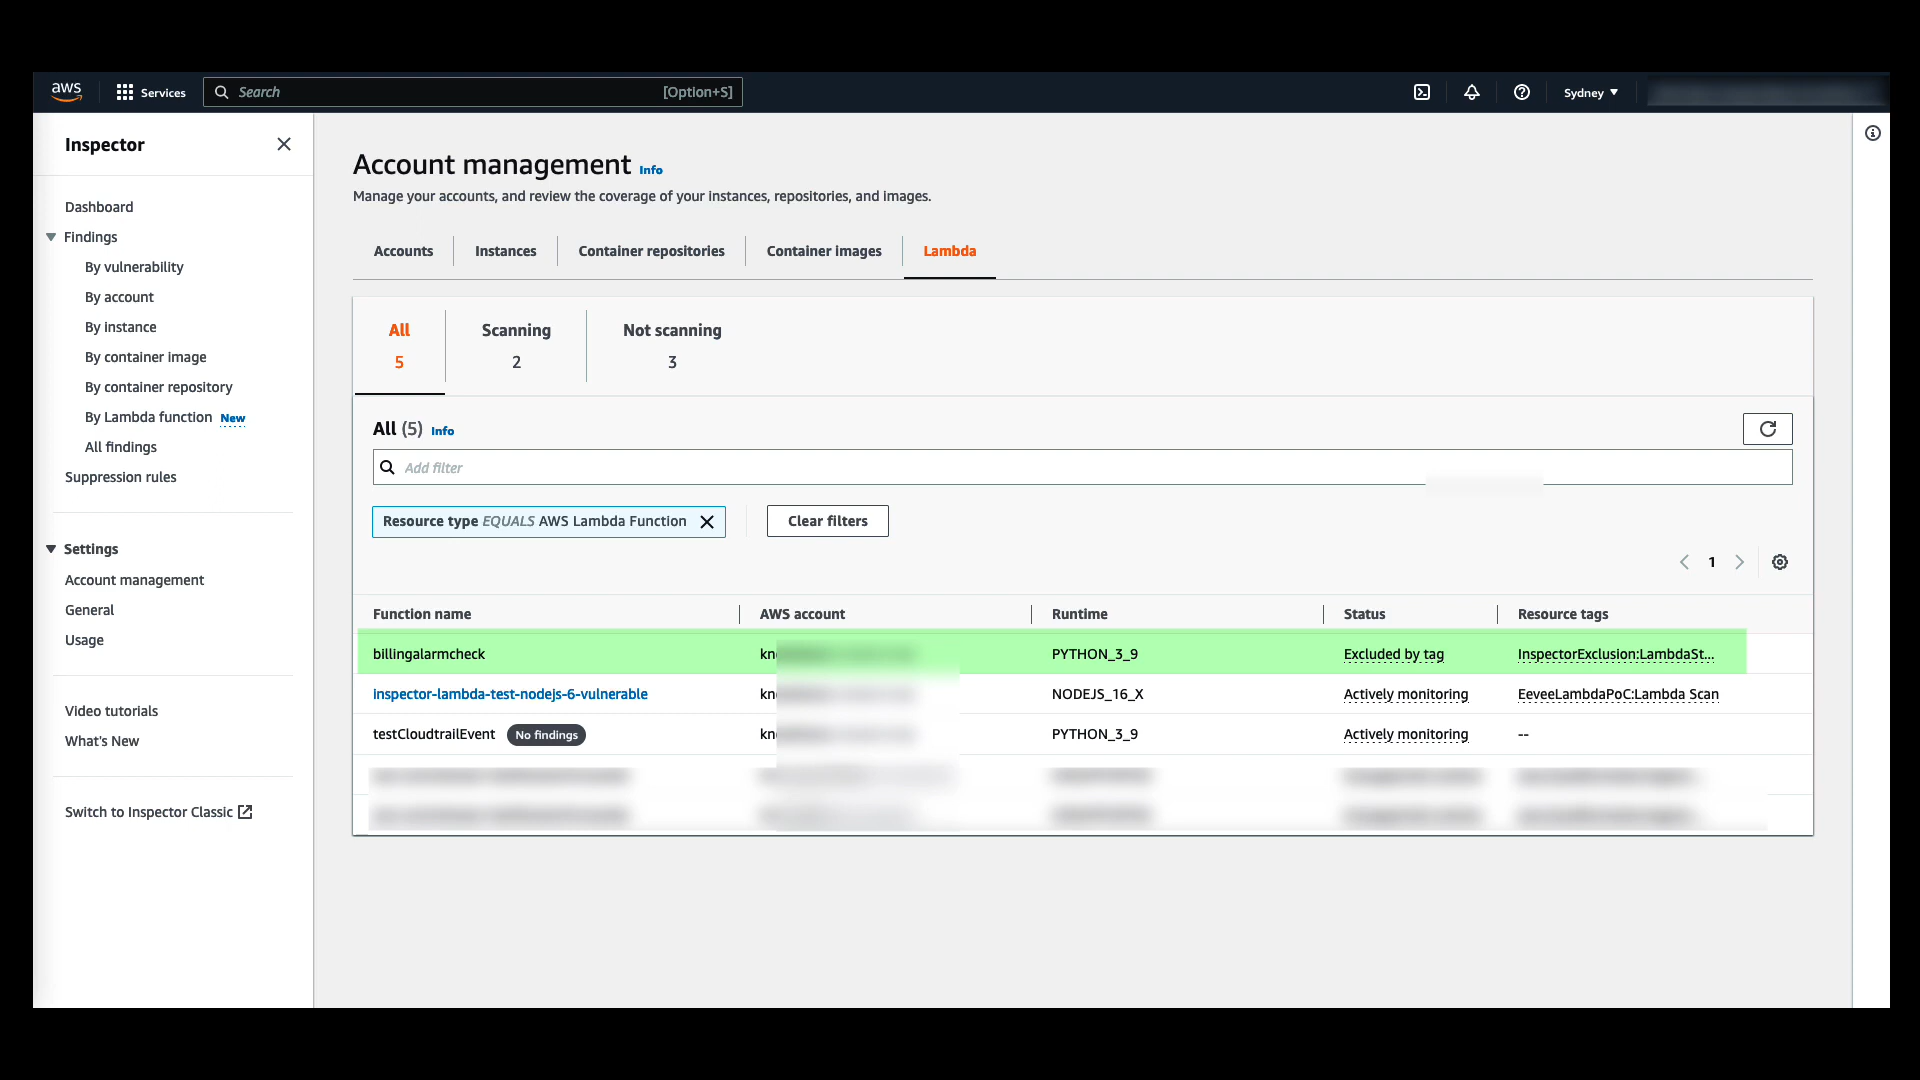 aws Services Search [Option+S] Sydney
Inspector
Dashboard
Findings
By vulnerability
By account
By instance
By container image
By container repository
By Lambda function New
All findings
Suppression rules
Settings
Account management
General
Usage
Video tutorials
What's New
Switch to Inspector Classic
Account management Info
Manage your accounts, and review the coverage of your instances, repositories, and images.
Accounts Instances Container repositories Container images Lambda
All Scanning Not scanning
5 2 3
All (5) Info
Add filter
Resource type EQUALS AWS Lambda Function Clear filters
1
Function name AWS account Runtime Status Resource tags
billingalarmcheck kn PYTHON_3_9 Excluded by tag InspectorExclusion:LambdaSt...
inspector-lambda-test-nodejs-6-vulnerable kn NODEJS_16_X Actively monitoring EeveeLambdaPoC:Lambda Scan
testCloudtrailEvent No findings kn PYTHON_3_9 Actively monitoring --